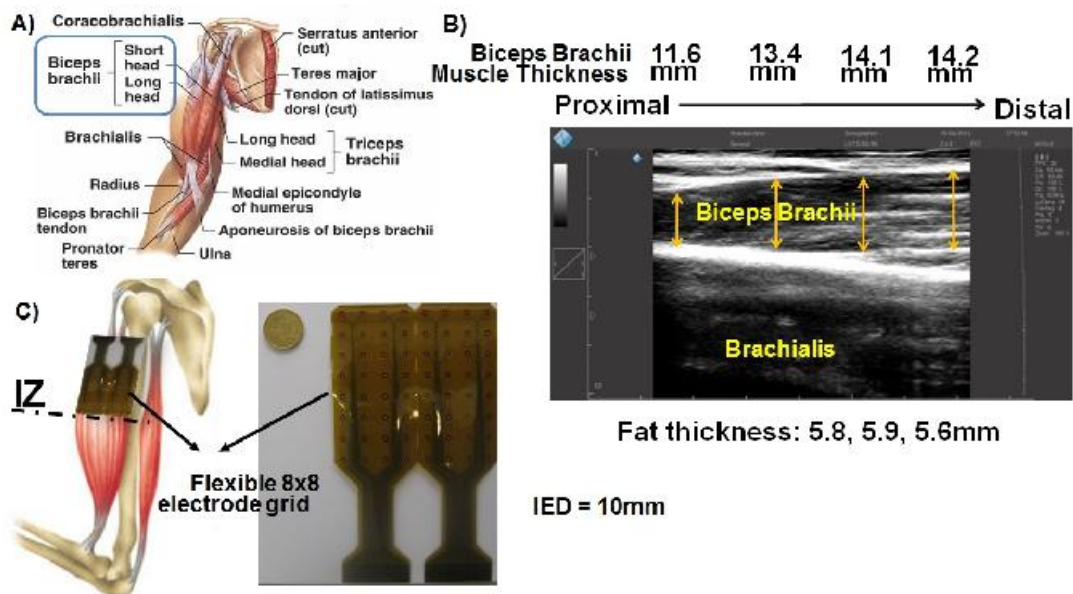 A)
Coracobrachialis
Biceps brachii
Short head
Long head
Brachialis
Radius
Biceps brachii tendon
Pronator teres
Serratus anterior (cut)
Teres major
Tendon of latissimus dorsi (cut)
Long head
Medial head
Triceps brachii
Medial epicondyle of humerus
Aponeurosis of biceps brachii
Ulna
B)
Biceps Brachii
Muscle Thickness
11.6 mm
13.4 mm
14.1 mm
14.2 mm
Proximal
Distal
Biceps Brachii
Brachialis
Fat thickness: 5.8, 5.9, 5.6mm
C)
IZ
Flexible 8x8
electrode grid
IED = 10mm